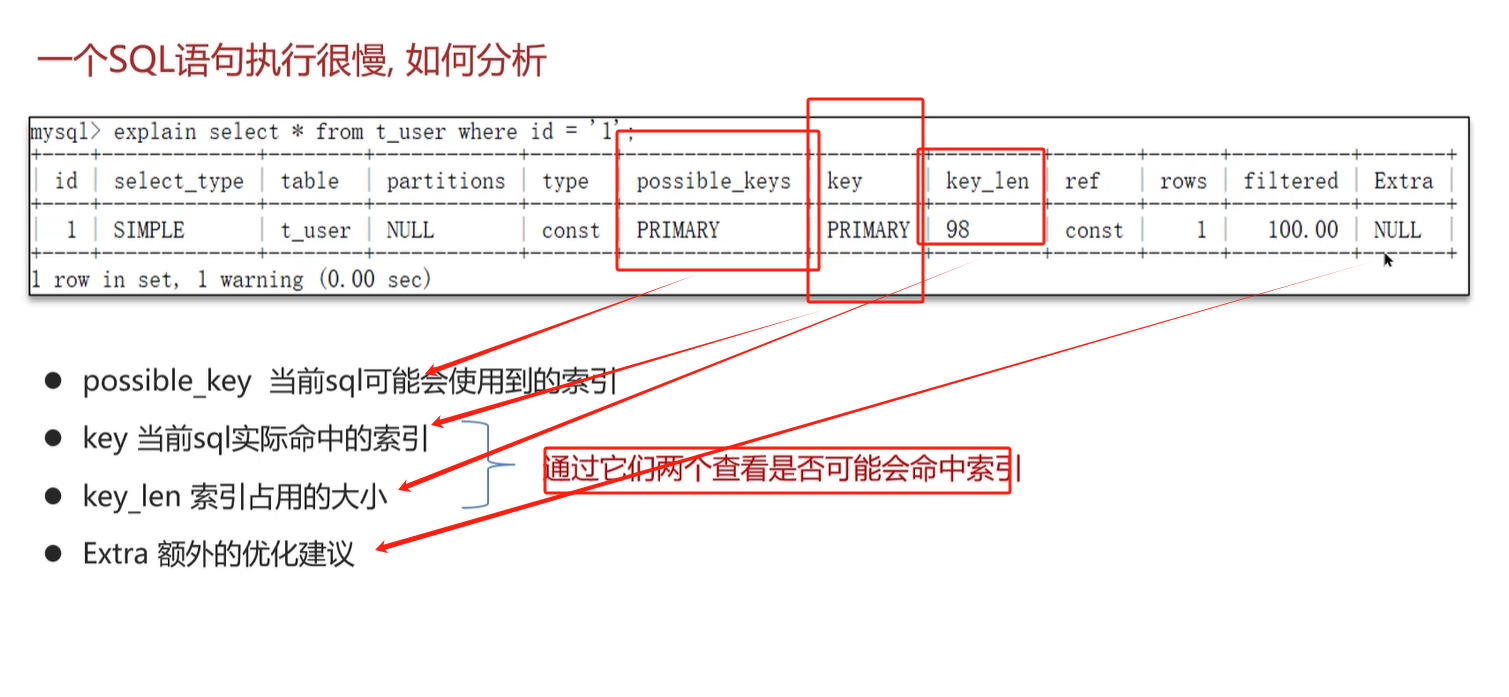 一个SQL语句执行很慢, 如何分析
mysql> explain select * from t_user where id = '1';
+----+-------------+--------+------------+-------+---------------+---------+---------+-------+------+----------+-------+
| id | select_type | table | partitions | type | possible_keys | key | key_len | ref | rows | filtered | Extra |
+----+-------------+--------+------------+-------+---------------+---------+---------+-------+------+----------+-------+
| 1 | SIMPLE | t_user | NULL | const | PRIMARY | PRIMARY | 98 | const | 1 | 100.00 | NULL |
+----+-------------+--------+------------+-------+---------------+---------+---------+-------+------+----------+-------+
1 row in set, 1 warning (0.00 sec)
● possible_key 当前sql可能会使用到的索引
● key 当前sql实际命中的索引
通过它们两个查看是否可能会命中索引
● key_len 索引占用的大小
● Extra 额外的优化建议